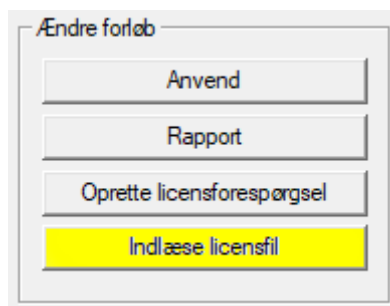 Ændre forløb
Anvend
Rapport
Oprette licensforespørgsel
Indlæse licensfil